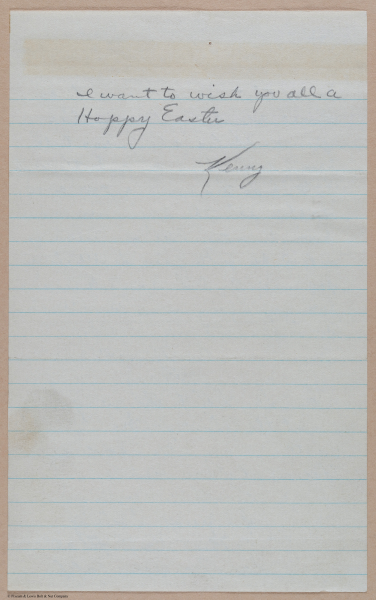 I want to wish you all a
Happy Easter
Kenny